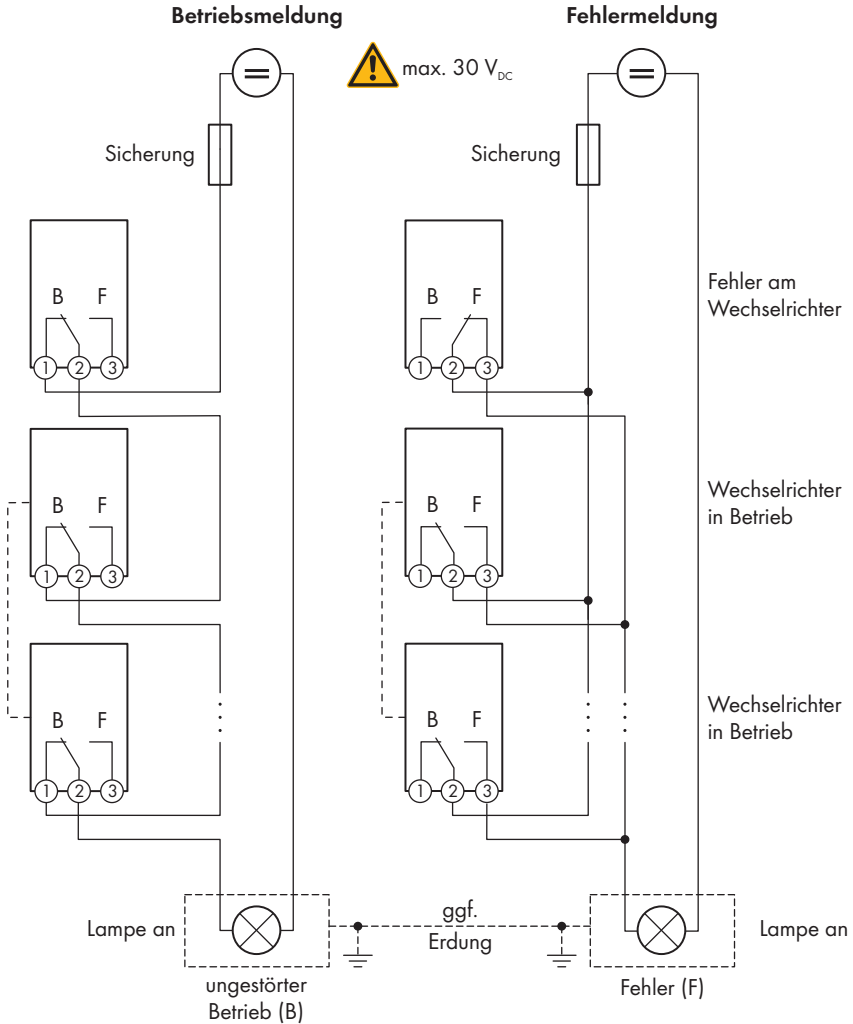 Betriebsmeldung
Fehlermeldung
max. 30 V_DC
Sicherung
Sicherung
B F
1 2 3
B F
1 2 3
Fehler am
Wechselrichter
B F
1 2 3
B F
1 2 3
Wechselrichter
in Betrieb
B F
1 2 3
B F
1 2 3
Wechselrichter
in Betrieb
Lampe an
ggf.
Erdung
Lampe an
ungestörter
Betrieb (B)
Fehler (F)